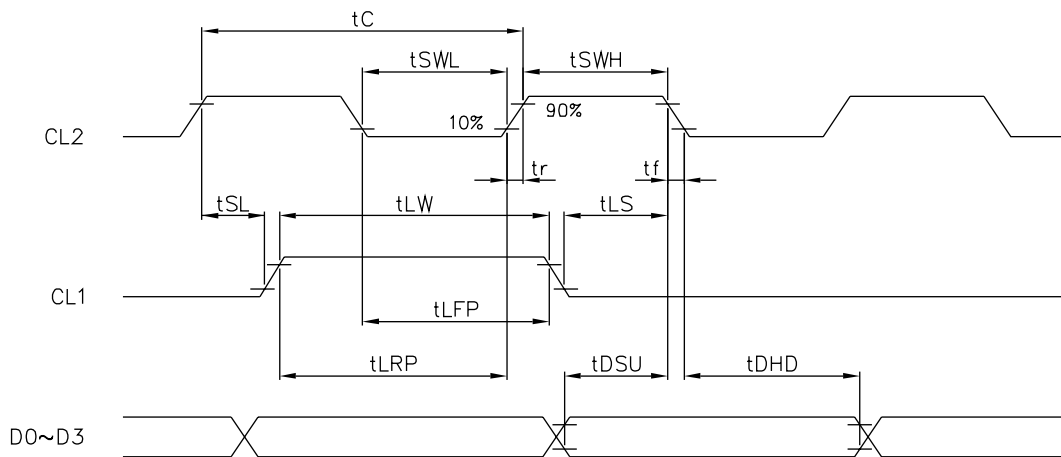 tC
tSWL
tSWH
CL2
10%
90%
tr
tf
tSL
tLW
tLS
CL1
tLFP
tLRP
tDSU
tDHD
D0~D3